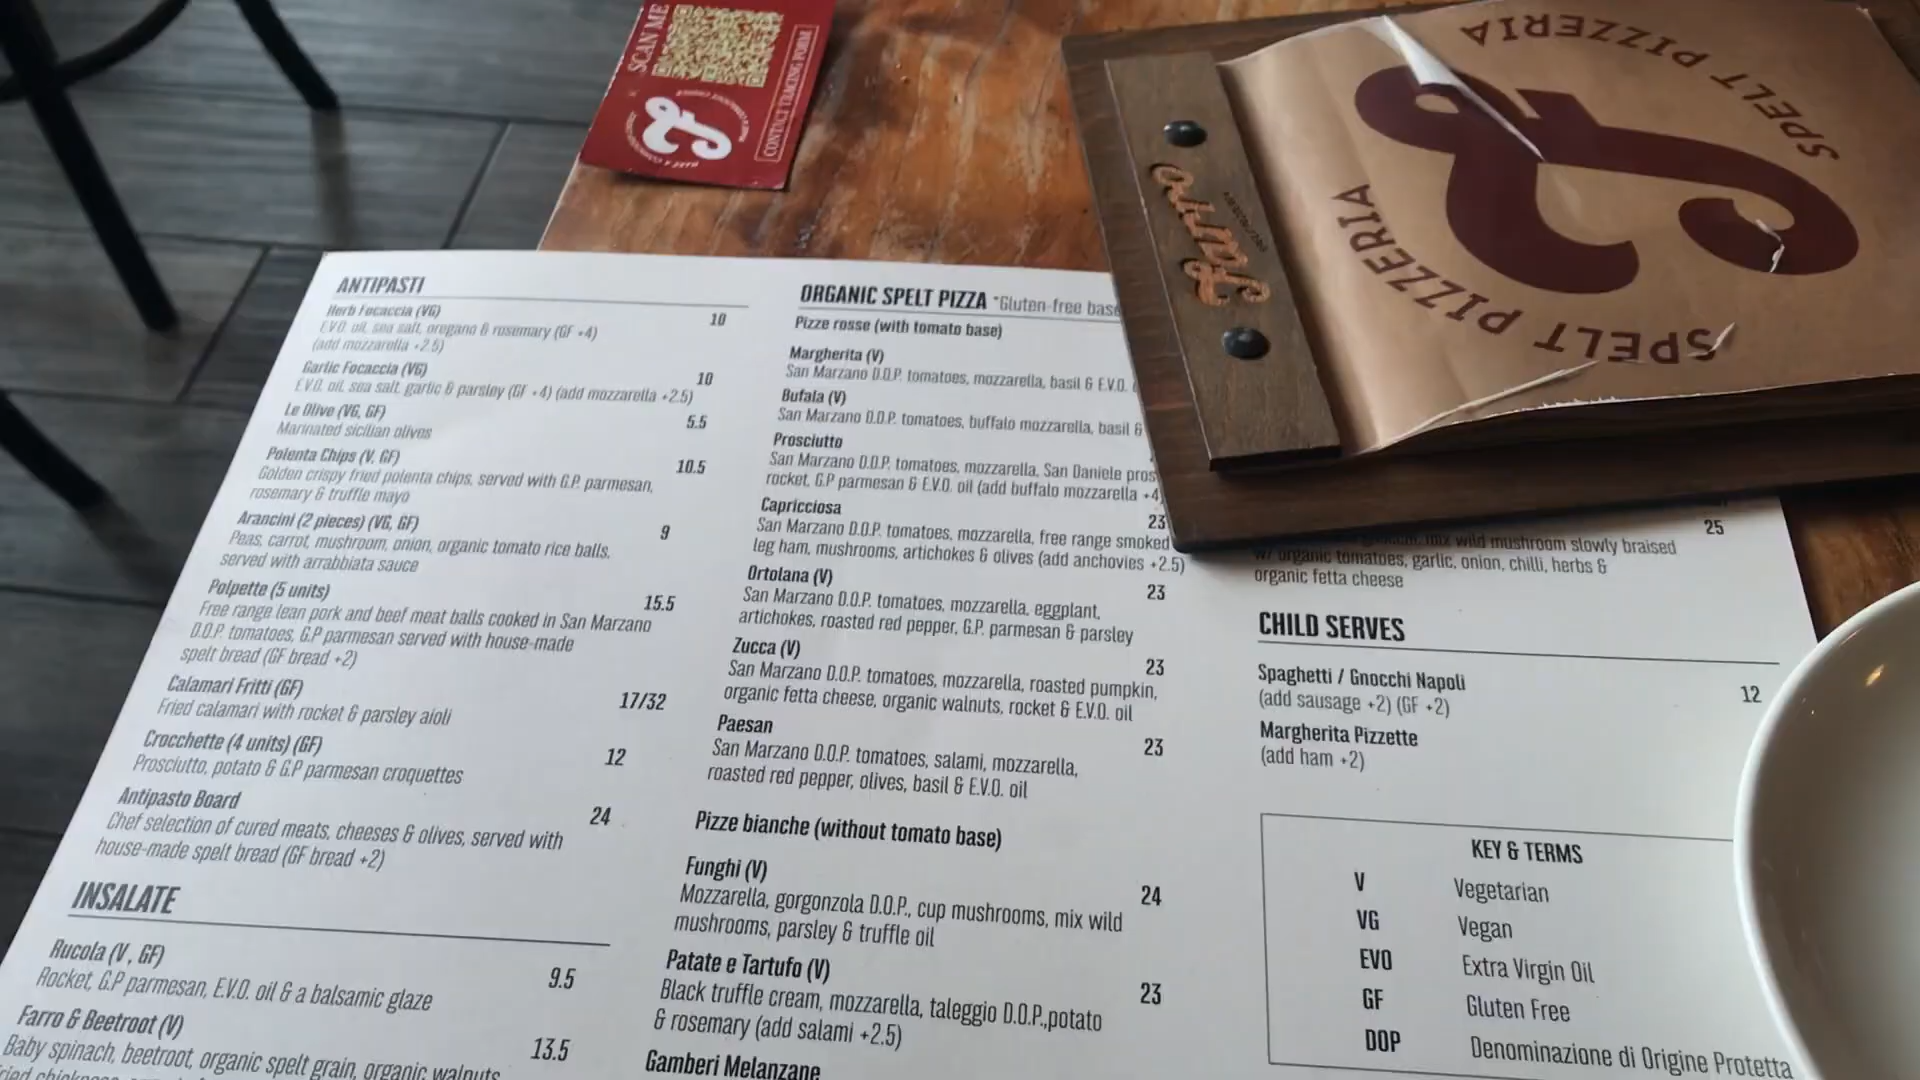 SCAN ME
CONTACT TRACING FORM
SPELT PIZZERIA
SPELT PIZZERIA
Farro
ANTIPASTI
Herb Focaccia (VG) 10
E.V.O. oil, sea salt, oregano & rosemary (GF +4)
(add mozzarella +2.5)
Garlic Focaccia (VG) 10
E.V.O. oil, sea salt, garlic & parsley (GF +4) (add mozzarella +2.5)
Le Olive (VG, GF) 5.5
Marinated sicilian olives
Polenta Chips (V, GF) 10.5
Golden crispy fried polenta chips, served with G.P. parmesan,
rosemary & truffle mayo
Arancini (2 pieces) (VG, GF) 9
Peas, carrot, mushroom, onion, organic tomato rice balls,
served with arrabbiata sauce
Polpette (5 units) 15.5
Free range lean pork and beef meat balls cooked in San Marzano
D.O.P. tomatoes, G.P parmesan served with house-made
spelt bread (GF bread +2)
Calamari Fritti (GF) 17/32
Fried calamari with rocket & parsley aioli
Crocchette (4 units) (GF) 12
Prosciutto, potato & G.P parmesan croquettes
Antipasto Board 24
Chef selection of cured meats, cheeses & olives, served with
house-made spelt bread (GF bread +2)
INSALATE
Rucola (V, GF) 9.5
Rocket, G.P parmesan, E.V.O. oil & a balsamic glaze
Farro & Beetroot (V) 13.5
Baby spinach, beetroot, organic spelt grain, organic walnuts
ORGANIC SPELT PIZZA *Gluten-free base
Pizze rosse (with tomato base)
Margherita (V)
San Marzano D.O.P. tomatoes, mozzarella, basil & E.V.O.
Bufala (V)
San Marzano D.O.P. tomatoes, buffalo mozzarella, basil &
Prosciutto
San Marzano D.O.P. tomatoes, mozzarella, San Daniele pros
rocket, G.P parmesan & E.V.O. oil (add buffalo mozzarella +4
Capricciosa 23
San Marzano D.O.P. tomatoes, mozzarella, free range smoked
leg ham, mushrooms, artichokes & olives (add anchovies +2.5)
Ortolana (V) 23
San Marzano D.O.P. tomatoes, mozzarella, eggplant,
artichokes, roasted red pepper, G.P. parmesan & parsley
Zucca (V) 23
San Marzano D.O.P. tomatoes, mozzarella, roasted pumpkin,
organic fetta cheese, organic walnuts, rocket & E.V.O. oil
Paesan 23
San Marzano D.O.P. tomatoes, salami, mozzarella,
roasted red pepper, olives, basil & E.V.O. oil
Pizze bianche (without tomato base)
Funghi (V) 24
Mozzarella, gorgonzola D.O.P., cup mushrooms, mix wild
mushrooms, parsley & truffle oil
Patate e Tartufo (V) 23
Black truffle cream, mozzarella, taleggio D.O.P.,potato
& rosemary (add salami +2.5)
Gamberi Melanzane
25
mix wild mushroom slowly braised
w/ organic tomatoes, garlic, onion, chilli, herbs &
organic fetta cheese
CHILD SERVES
Spaghetti / Gnocchi Napoli 12
(add sausage +2) (GF +2)
Margherita Pizzette
(add ham +2)
KEY & TERMS
V Vegetarian
VG Vegan
EVO Extra Virgin Oil
GF Gluten Free
DOP Denominazione di Origine Protetta